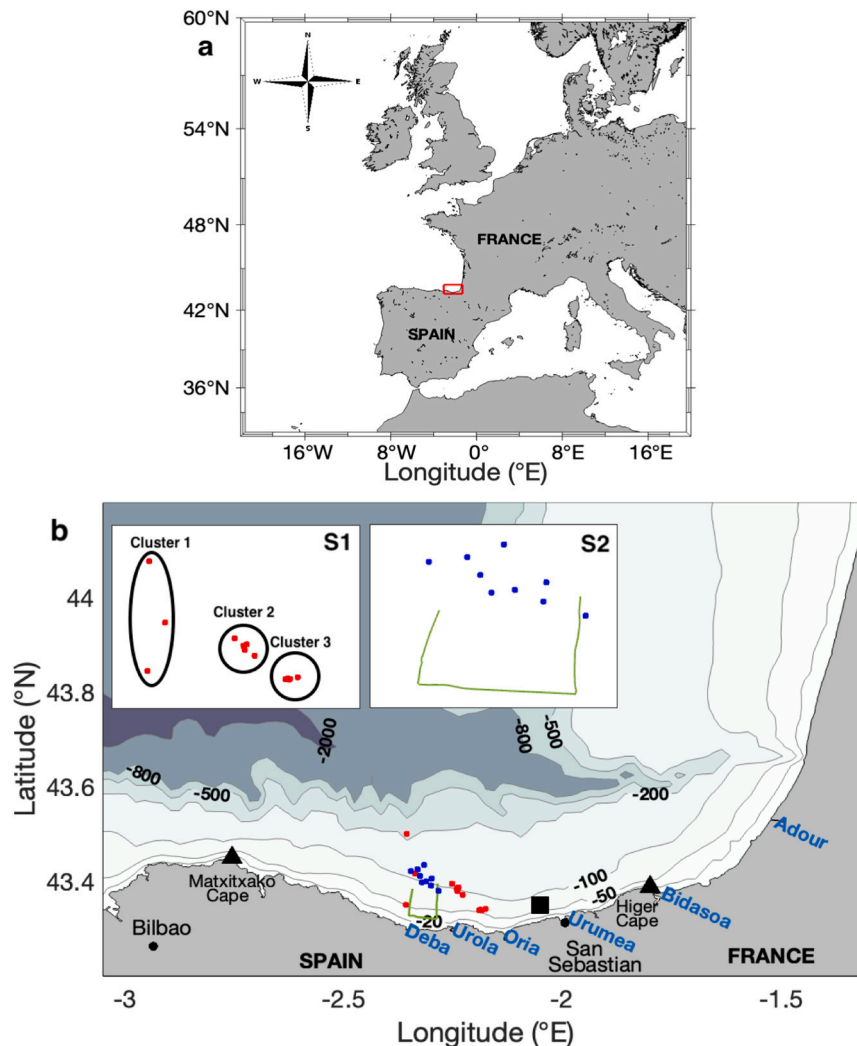 60°N
a
N
W
E
S
54°N
48°N
FRANCE
42°N
SPAIN
36°N
16°W
8°W
0°E
8°E
16°E
Longitude (°E)
b
Cluster 1
S1
S2
Cluster 2
Cluster 3
44
43.8
43.6
43.4
Latitude (°N)
-2000
-800
-500
-800
-500
-200
Adour
-100
-50
Matxitxako
Cape
Higer
Cape
Bidasoa
-20
Bilbao
Deba
Urola
Oria
Urumea
San
Sebastian
SPAIN
FRANCE
-3
-2.5
-2
-1.5
Longitude (°E)